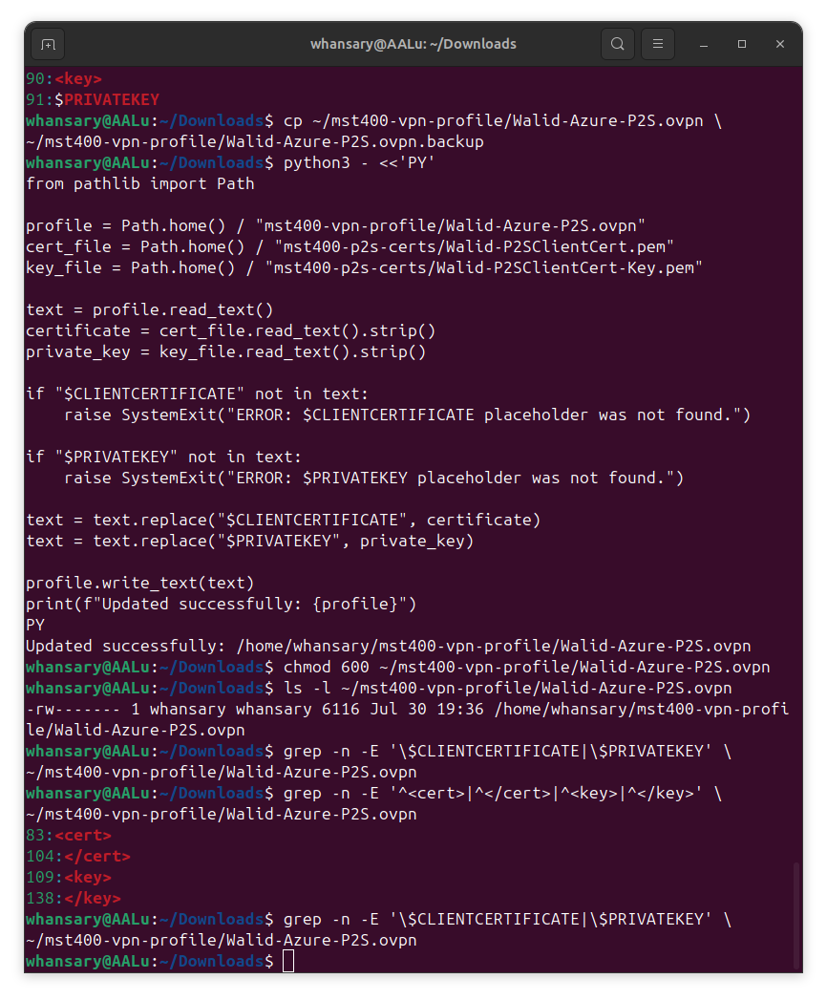 whansary@AALu: ~/Downloads
90:<key>
91:$PRIVATEKEY
whansary@AALu:~/Downloads$ cp ~/mst400-vpn-profile/Walid-Azure-P2S.ovpn \
~/mst400-vpn-profile/Walid-Azure-P2S.ovpn.backup
whansary@AALu:~/Downloads$ python3 - <<'PY'
from pathlib import Path

profile = Path.home() / "mst400-vpn-profile/Walid-Azure-P2S.ovpn"
cert_file = Path.home() / "mst400-p2s-certs/Walid-P2SClientCert.pem"
key_file = Path.home() / "mst400-p2s-certs/Walid-P2SClientCert-Key.pem"

text = profile.read_text()
certificate = cert_file.read_text().strip()
private_key = key_file.read_text().strip()

if "$CLIENTCERTIFICATE" not in text:
    raise SystemExit("ERROR: $CLIENTCERTIFICATE placeholder was not found.")

if "$PRIVATEKEY" not in text:
    raise SystemExit("ERROR: $PRIVATEKEY placeholder was not found.")

text = text.replace("$CLIENTCERTIFICATE", certificate)
text = text.replace("$PRIVATEKEY", private_key)

profile.write_text(text)
print(f"Updated successfully: {profile}")
PY
Updated successfully: /home/whansary/mst400-vpn-profile/Walid-Azure-P2S.ovpn
whansary@AALu:~/Downloads$ chmod 600 ~/mst400-vpn-profile/Walid-Azure-P2S.ovpn
whansary@AALu:~/Downloads$ ls -l ~/mst400-vpn-profile/Walid-Azure-P2S.ovpn
-rw------- 1 whansary whansary 6116 Jul 30 19:36 /home/whansary/mst400-vpn-profi
le/Walid-Azure-P2S.ovpn
whansary@AALu:~/Downloads$ grep -n -E '\$CLIENTCERTIFICATE|\$PRIVATEKEY' \
~/mst400-vpn-profile/Walid-Azure-P2S.ovpn
whansary@AALu:~/Downloads$ grep -n -E '^<cert>|^</cert>|^<key>|^</key>' \
~/mst400-vpn-profile/Walid-Azure-P2S.ovpn
83:<cert>
104:</cert>
109:<key>
138:</key>
whansary@AALu:~/Downloads$ grep -n -E '\$CLIENTCERTIFICATE|\$PRIVATEKEY' \
~/mst400-vpn-profile/Walid-Azure-P2S.ovpn
whansary@AALu:~/Downloads$